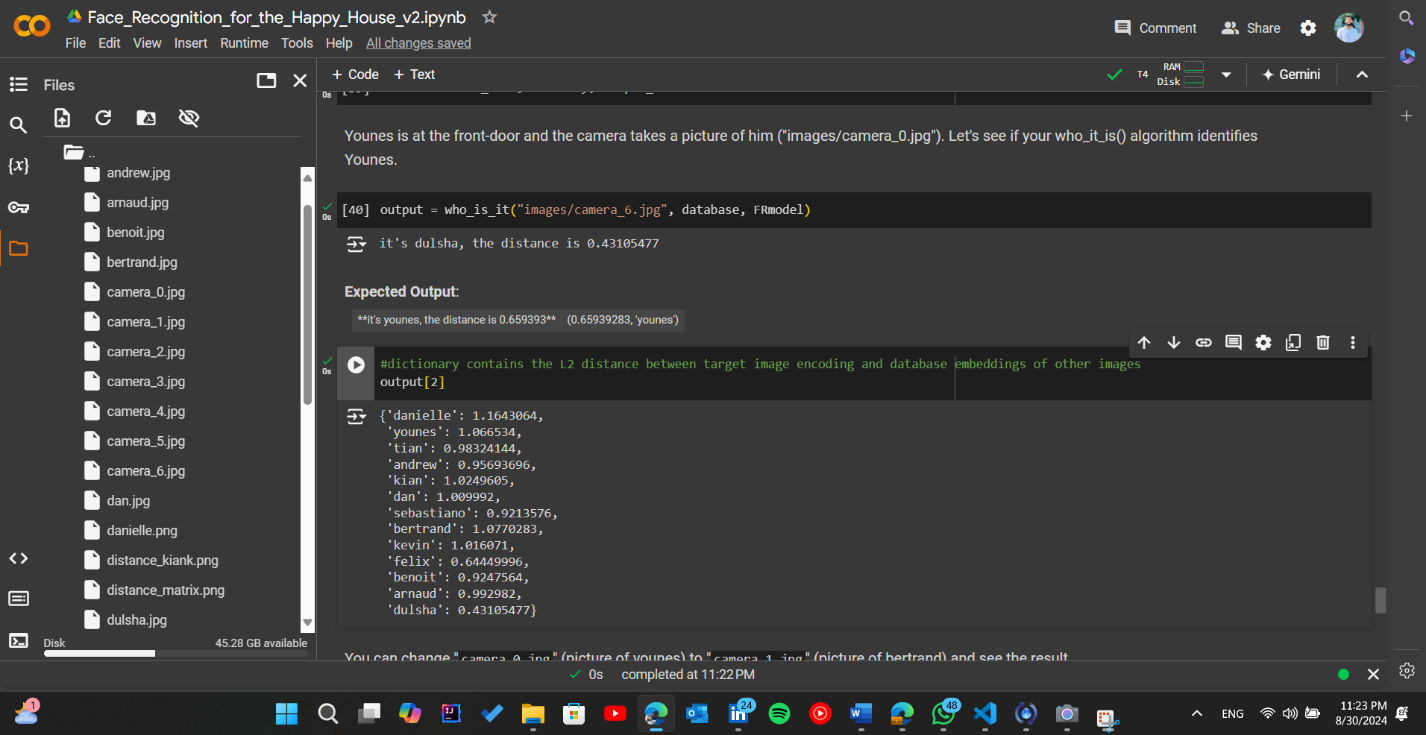 Face_Recognition_for_the_Happy_House_v2.ipynb
File Edit View Insert Runtime Tools Help All changes saved
Comment Share
Files
+ Code + Text
T4 RAM Disk
Gemini
..
andrew.jpg
arnaud.jpg
benoit.jpg
bertrand.jpg
camera_0.jpg
camera_1.jpg
camera_2.jpg
camera_3.jpg
camera_4.jpg
camera_5.jpg
camera_6.jpg
dan.jpg
danielle.png
distance_kiank.png
distance_matrix.png
dulsha.jpg
Disk 45.28 GB available
0s
Younes is at the front-door and the camera takes a picture of him ("images/camera_0.jpg"). Let's see if your who_it_is() algorithm identifies
Younes.
0s
[40] output = who_is_it("images/camera_6.jpg", database, FRmodel)
it's dulsha, the distance is 0.43105477
Expected Output:
**it's younes, the distance is 0.659393** (0.65939283, 'younes')
0s
#dictionary contains the L2 distance between target image encoding and database embeddings of other images
output[2]
{'danielle': 1.1643064,
'younes': 1.066534,
'tian': 0.98324144,
'andrew': 0.95693696,
'kian': 1.0249605,
'dan': 1.009992,
'sebastiano': 0.9213576,
'bertrand': 1.0770283,
'kevin': 1.016071,
'felix': 0.64449996,
'benoit': 0.9247564,
'arnaud': 0.992982,
'dulsha': 0.43105477}
You can change "camera_0.jpg" (picture of younes) to "camera_1.jpg" (picture of bertrand) and see the result
0s completed at 11:22 PM
1
24
48
ENG
11:23 PM
8/30/2024